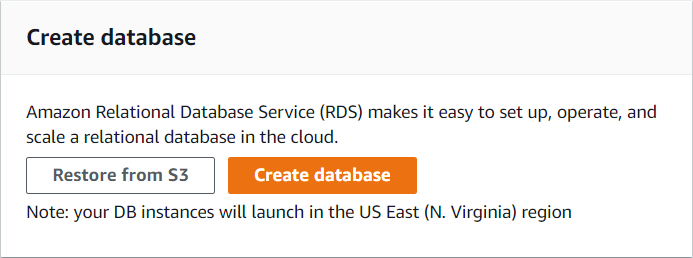 Create database
Amazon Relational Database Service (RDS) makes it easy to set up, operate, and
scale a relational database in the cloud.
Restore from S3
Create database
Note: your DB instances will launch in the US East (N. Virginia) region